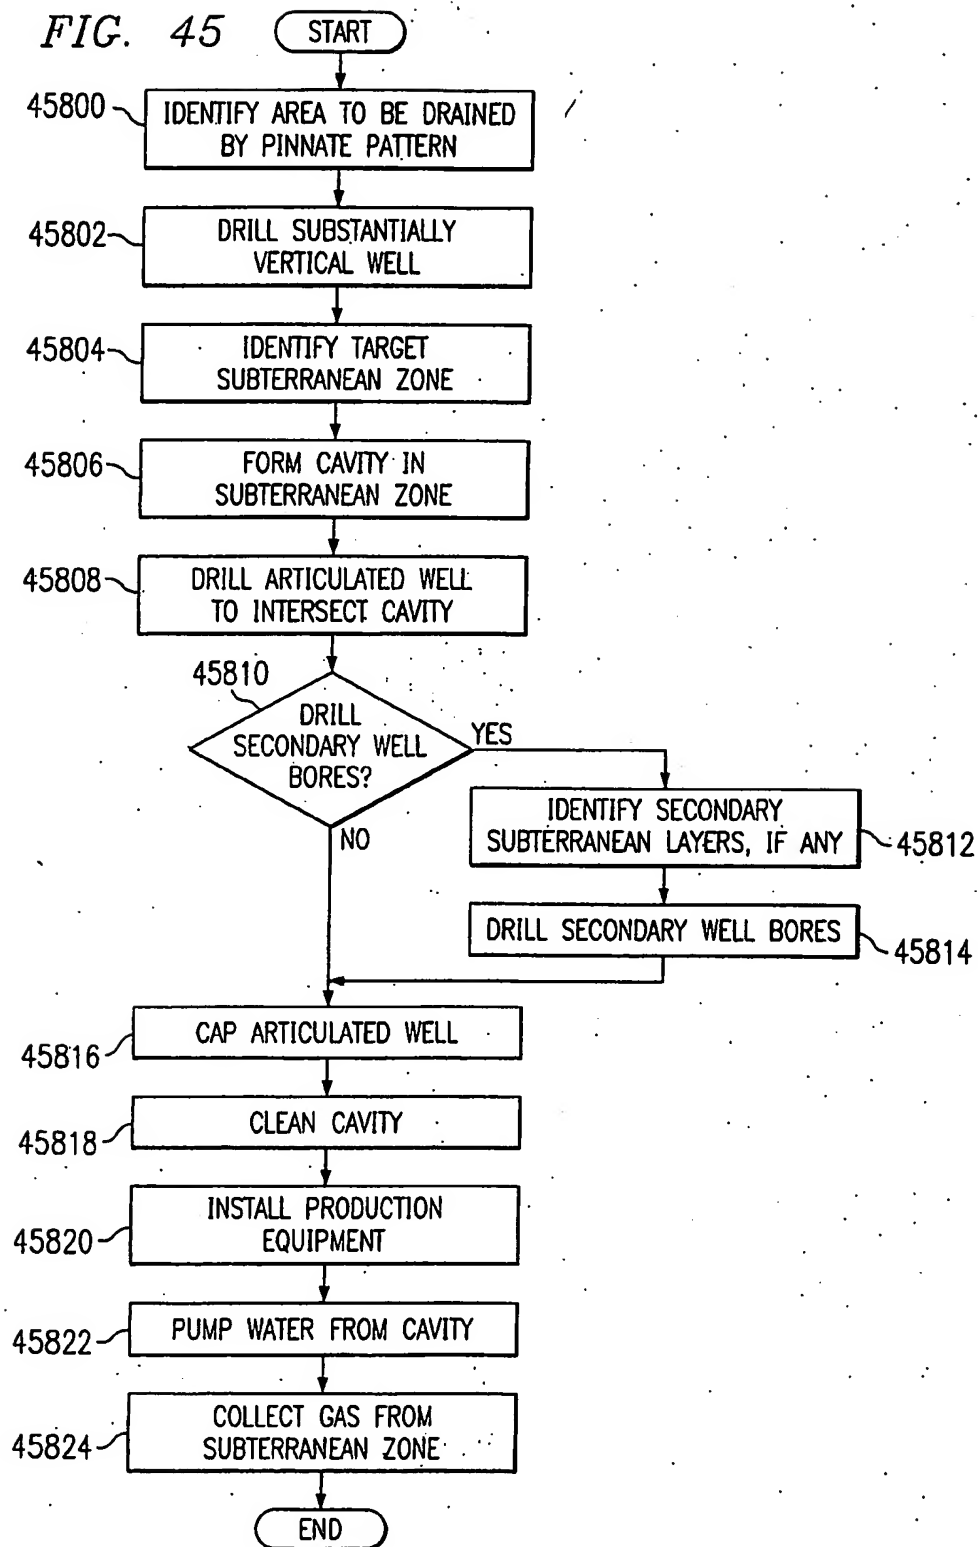 FIG. 45
START
45800
IDENTIFY AREA TO BE DRAINED
BY PINNATE PATTERN
45802
DRILL SUBSTANTIALLY
VERTICAL WELL
45804
IDENTIFY TARGET
SUBTERRANEAN ZONE
45806
FORM CAVITY IN
SUBTERRANEAN ZONE
45808
DRILL ARTICULATED WELL
TO INTERSECT CAVITY
45810
DRILL
SECONDARY WELL
BORES?
YES
NO
IDENTIFY SECONDARY
SUBTERRANEAN LAYERS, IF ANY
45812
DRILL SECONDARY WELL BORES
45814
CAP ARTICULATED WELL
45816
CLEAN CAVITY
45818
INSTALL PRODUCTION
EQUIPMENT
45820
PUMP WATER FROM CAVITY
45822
COLLECT GAS FROM
SUBTERRANEAN ZONE
45824
END